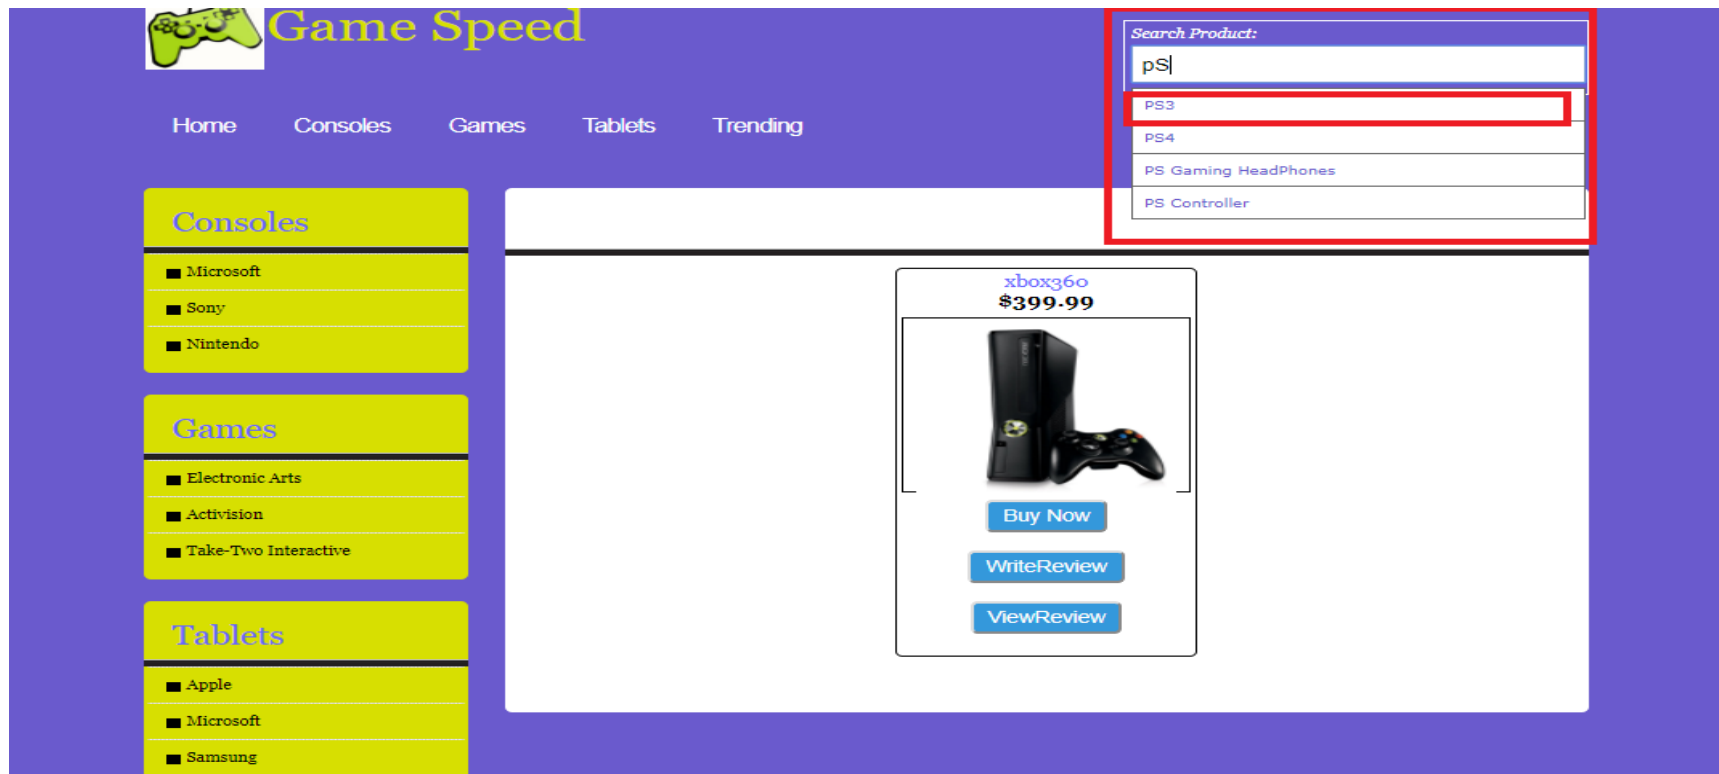 Game Speed
Search Product:
pS
PS3
PS4
PS Gaming HeadPhones
PS Controller
Home Consoles Games Tablets Trending
Consoles
Microsoft
Sony
Nintendo
Games
Electronic Arts
Activision
Take-Two Interactive
Tablets
Apple
Microsoft
Samsung
xbox360
$399.99
Buy Now
WriteReview
ViewReview